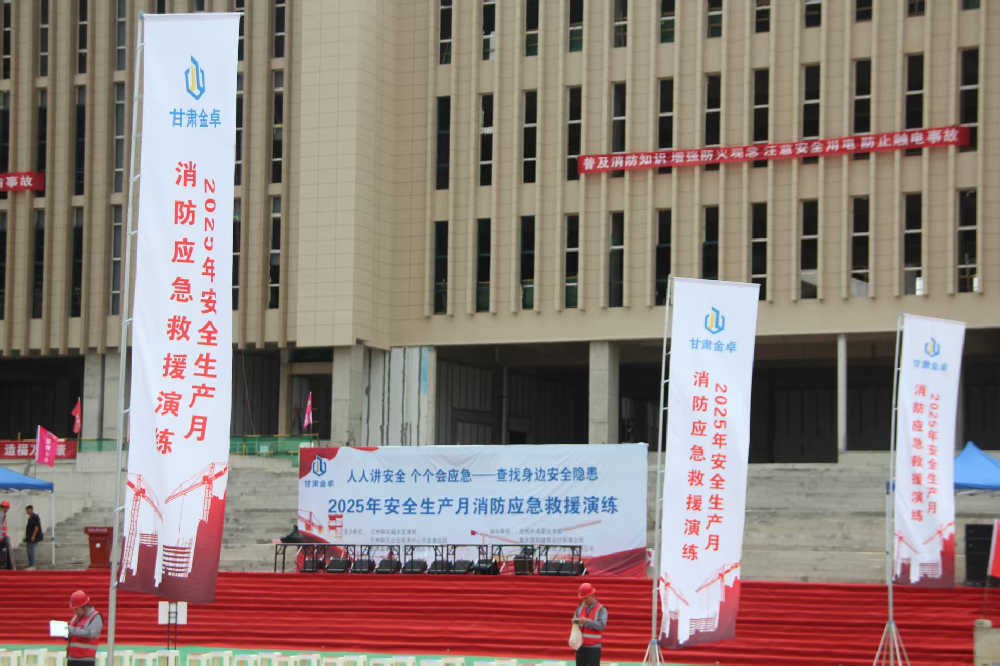 甘肃金卓
2025年安全生产月
消防应急救援演练
普及消防知识 增强防火观念 注意安全用电 防止触电事故
事故
造福
甘肃金卓
人人讲安全 个个会应急——查找身边安全隐患
2025年安全生产月消防应急救援演练
甘肃金卓
2025年安全生产月
消防应急救援演练
甘肃金卓
2025年安全生产月
消防应急救援演练